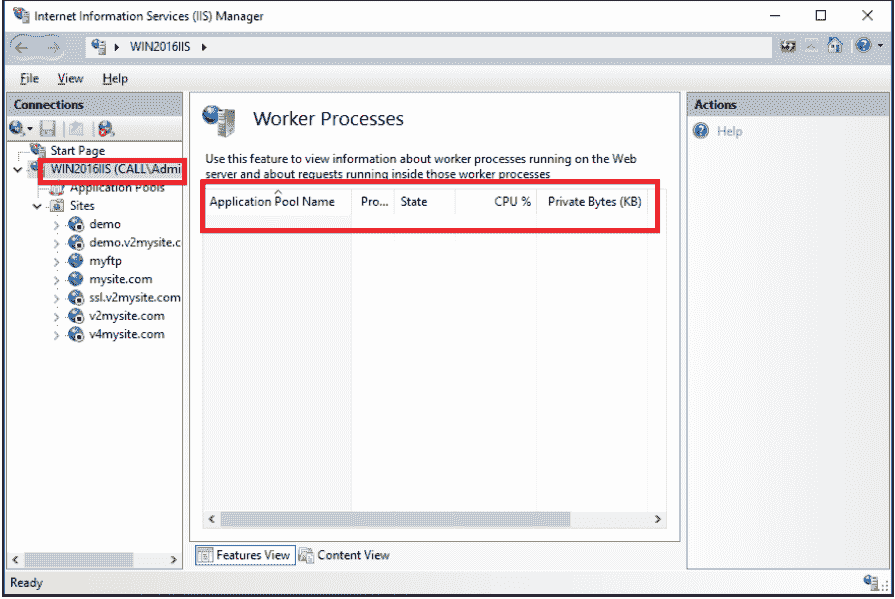 Internet Information Services (IIS) Manager
WIN2016IIS
File View Help
Connections
Start Page
WIN2016IIS (CALL\Admi
Application Pools
Sites
demo
demo.v2mysite.c
myftp
mysite.com
ssl.v2mysite.com
v2mysite.com
v4mysite.com
Worker Processes
Use this feature to view information about worker processes running on the Web
server and about requests running inside those worker processes
Application Pool Name Pro... State CPU % Private Bytes (KB)
Features View Content View
Actions
Help
Ready